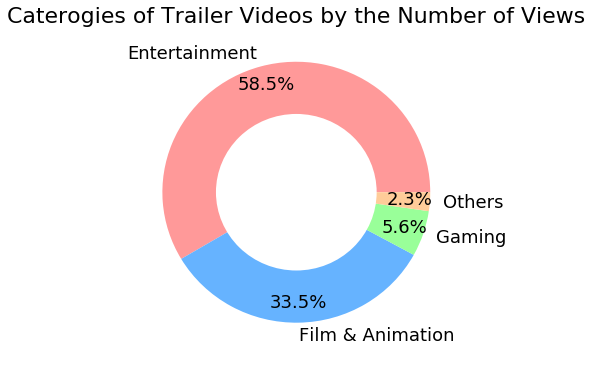 Caterogies of Trailer Videos by the Number of Views
Entertainment
58.5%
2.3%
Others
5.6%
Gaming
33.5%
Film & Animation